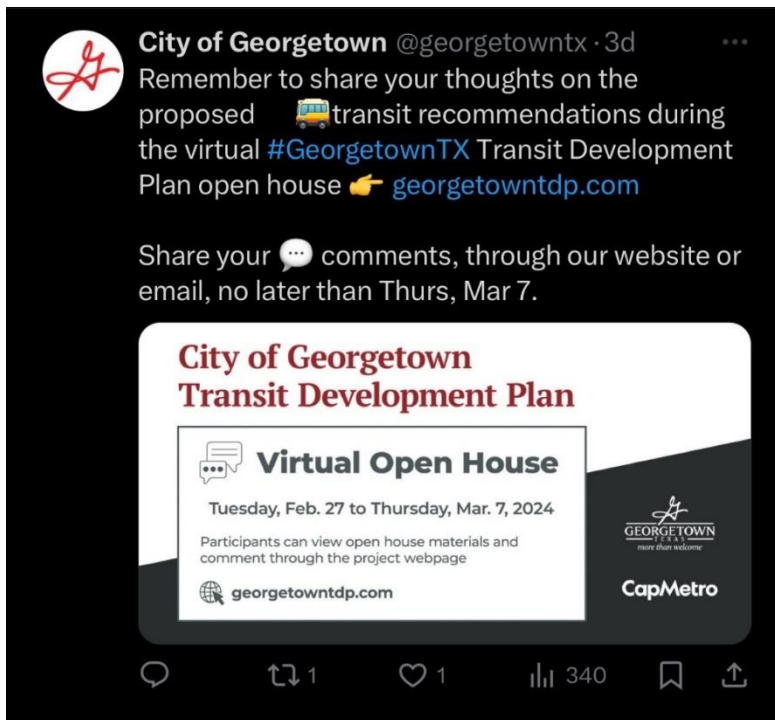 City of Georgetown @georgetowntx · 3d
Remember to share your thoughts on the
proposed 🚌transit recommendations during
the virtual #GeorgetownTX Transit Development
Plan open house 👉 georgetowntdp.com
Share your 💬 comments, through our website or
email, no later than Thurs, Mar 7.
City of Georgetown
Transit Development Plan
Virtual Open House
Tuesday, Feb. 27 to Thursday, Mar. 7, 2024
Participants can view open house materials and
comment through the project webpage
georgetowntdp.com
GEORGETOWN
TEXAS
more than welcome
CapMetro
1 1 340